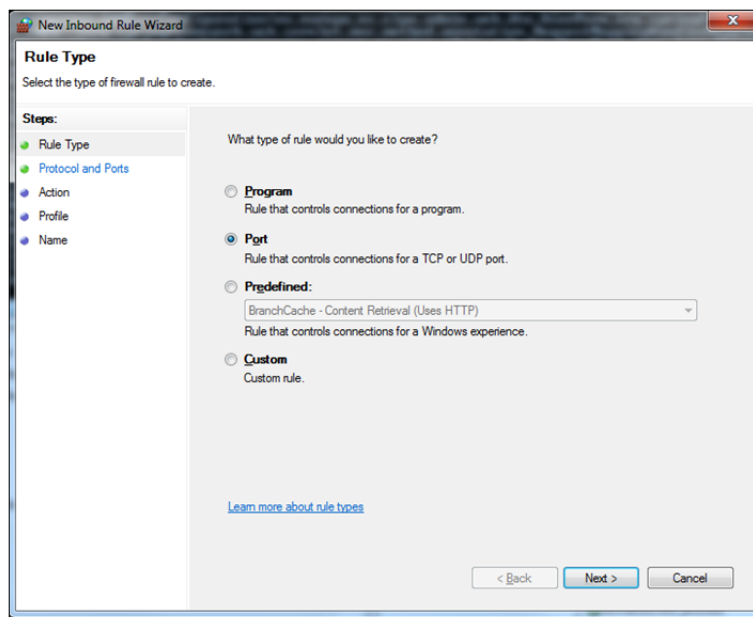 New Inbound Rule Wizard
Rule Type
Select the type of firewall rule to create.
Steps:
Rule Type
Protocol and Ports
Action
Profile
Name
What type of rule would you like to create?
Program
Rule that controls connections for a program.
Port
Rule that controls connections for a TCP or UDP port.
Predefined:
BranchCache - Content Retrieval (Uses HTTP)
Rule that controls connections for a Windows experience.
Custom
Custom rule.
Learn more about rule types
< Back Next > Cancel